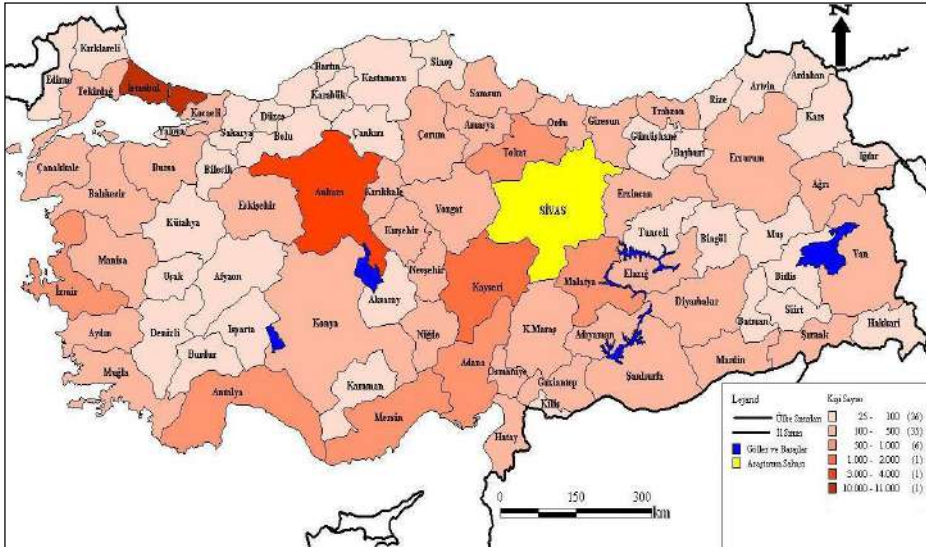 N
Kırklareli
Edirne
Tekirdağ
İstanbul
Kocaeli
Yalova
Sakarya
Düzce
Bolu
Bartın
Karabük
Kastamonu
Sinop
Çankırı
Samsun
Çorum
Amasya
Ordu
Giresun
Trabzon
Rize
Artvin
Ardahan
Kars
Iğdır
Gümüşhane
Bayburt
Erzurum
Ağrı
Tokat
Çanakkale
Balıkesir
Bursa
Bilecik
Eskişehir
Ankara
Kırıkkale
Yozgat
SİVAS
Erzincan
Kütahya
Kırşehir
Nevşehir
Kayseri
Tunceli
Bingöl
Muş
Van
Bitlis
Elazığ
Malatya
Manisa
Uşak
Afyon
İzmir
Konya
Aksaray
Diyarbakır
Batman
Siirt
Hakkari
Şırnak
Mardin
Aydın
Denizli
Isparta
Burdur
Muğla
Antalya
Karaman
Niğde
Mersin
Adana
K.Maraş
Osmaniye
Adıyaman
Gaziantep
Şanlıurfa
Kilis
Hatay
0 150 300
km
Lejand
Ülke Sınırları
İl Sınırı
Göller ve Barajlar
Araştırma Sahası
Kişi Sayısı
25 - 100 (36)
100 - 500 (35)
500 - 1.000 (6)
1.000 - 2.000 (1)
3.000 - 4.000 (1)
10.000 - 11.000 (1)